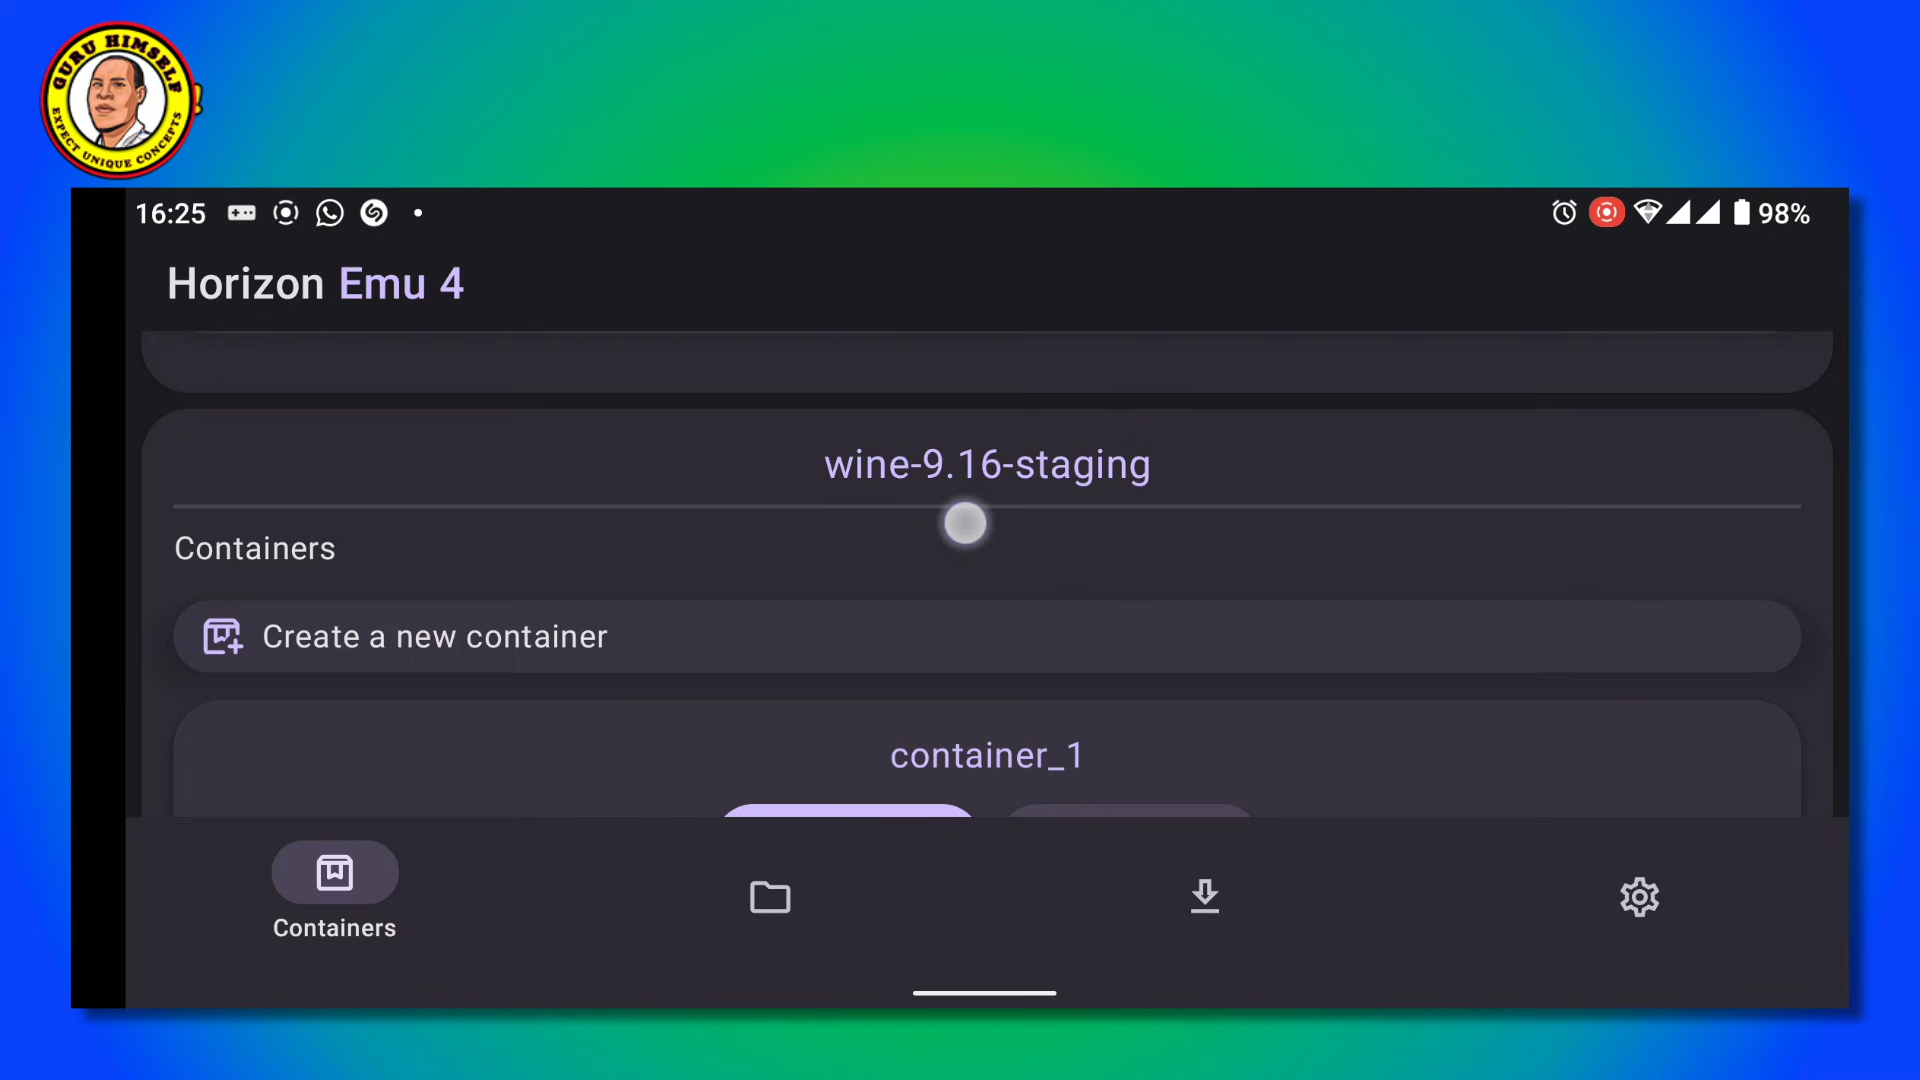 GURU HIMSELF
EXPECT UNIQUE CONCEPTS
16:25
98%
Horizon Emu 4
wine-9.16-staging
Containers
Create a new container
container_1
Containers